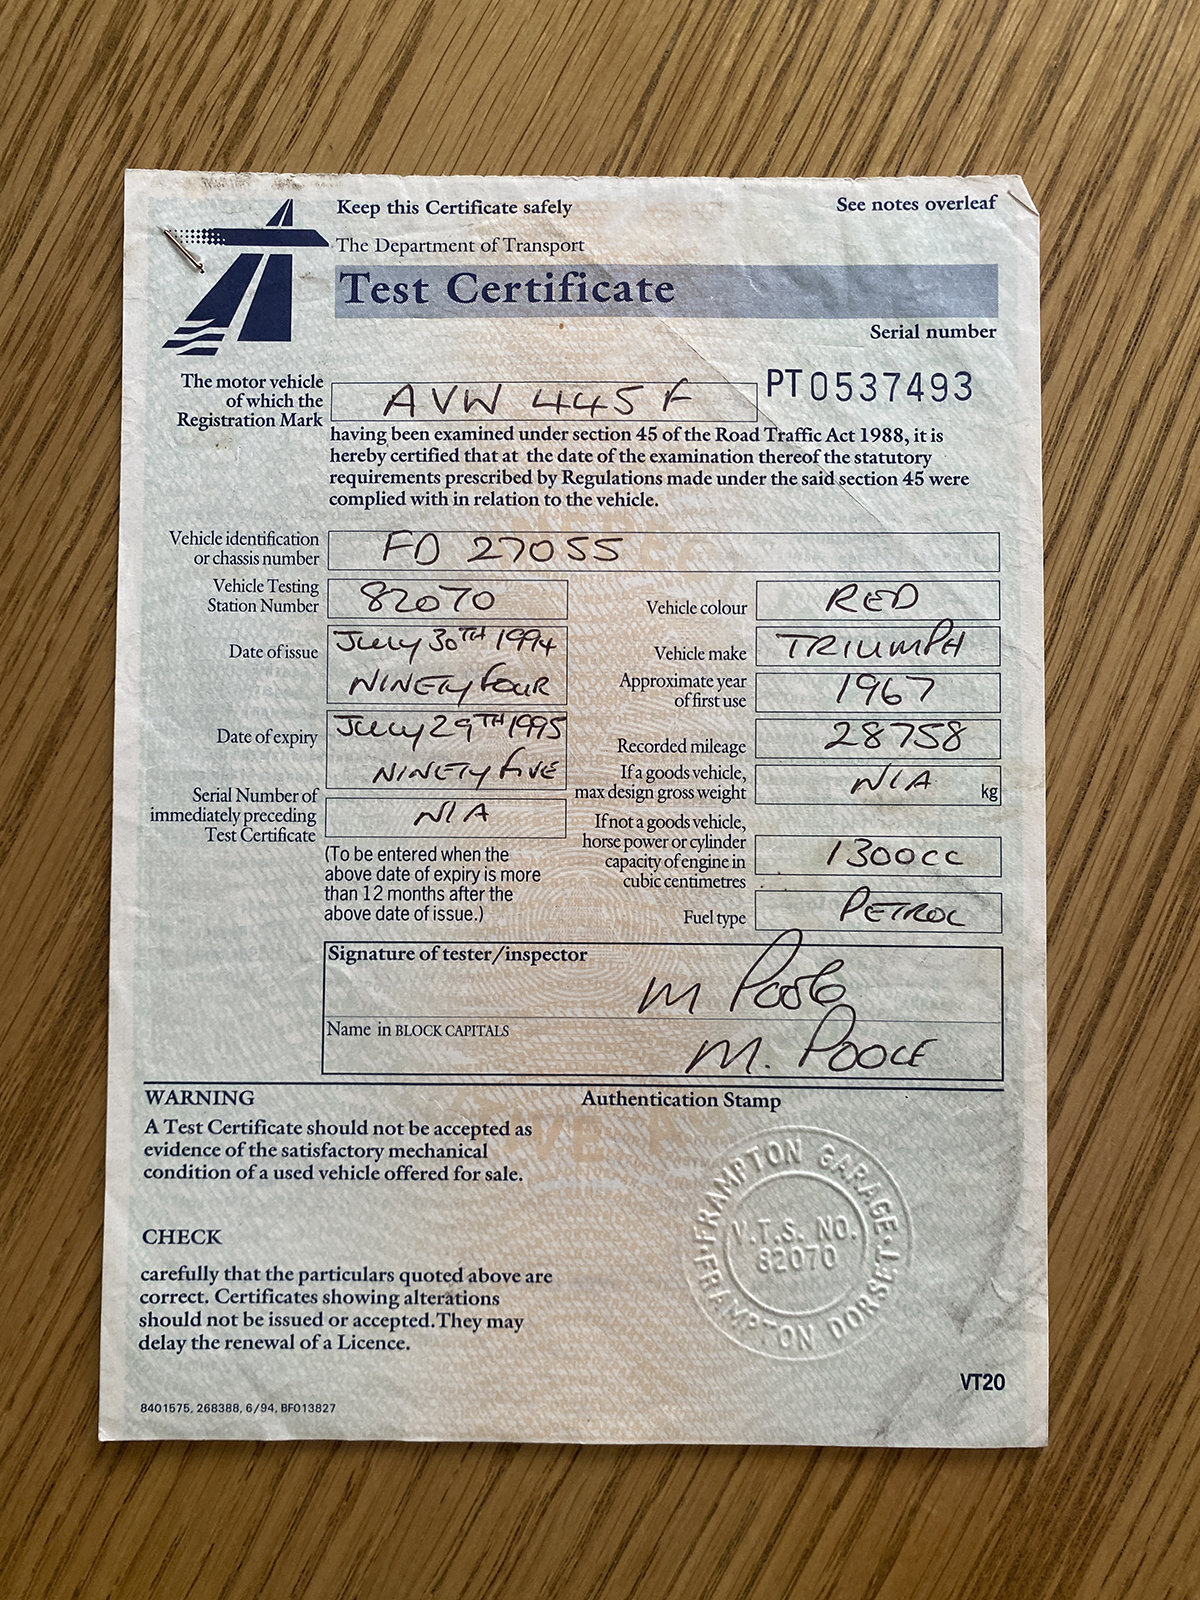 Keep this Certificate safely
See notes overleaf
The Department of Transport
Test Certificate
Serial number
PT0537493
The motor vehicle
of which the
Registration Mark
AVW 445 F
having been examined under section 45 of the Road Traffic Act 1988, it is
hereby certified that at the date of the examination thereof the statutory
requirements prescribed by Regulations made under the said section 45 were
complied with in relation to the vehicle.
Vehicle identification
or chassis number
FD 27055
Vehicle Testing
Station Number
82070
Vehicle colour
RED
Date of issue
July 30TH 1994
NINETY FOUR
Vehicle make
TRIUMPH
Approximate year
of first use
1967
Date of expiry
July 29TH 1995
NINETY FIVE
Recorded mileage
28758
If a goods vehicle,
max design gross weight
N/A
kg
Serial Number of
immediately preceding
Test Certificate
N/A
(To be entered when the
above date of expiry is more
than 12 months after the
above date of issue.)
If not a goods vehicle,
horse power or cylinder
capacity of engine in
cubic centimetres
1300cc
Fuel type
PETROL
Signature of tester/inspector
M Poole
Name in BLOCK CAPITALS
M. POOLE
WARNING
A Test Certificate should not be accepted as
evidence of the satisfactory mechanical
condition of a used vehicle offered for sale.
Authentication Stamp
FRAMPTON GARAGE
V.T.S. NO.
82070
FRAMPTON DORSET
CHECK
carefully that the particulars quoted above are
correct. Certificates showing alterations
should not be issued or accepted.They may
delay the renewal of a Licence.
VT20
8401575, 268388, 6/94, BF013827